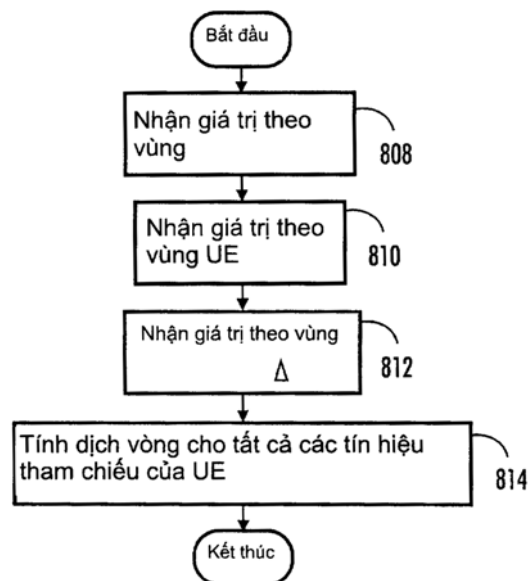 Bắt đầu
Nhận giá trị theo
vùng
808
Nhận giá trị theo
vùng UE
810
Nhận giá trị theo vùng
Δ
812
Tính dịch vòng cho tất cả các tín hiệu
tham chiếu của UE
814
Kết thúc